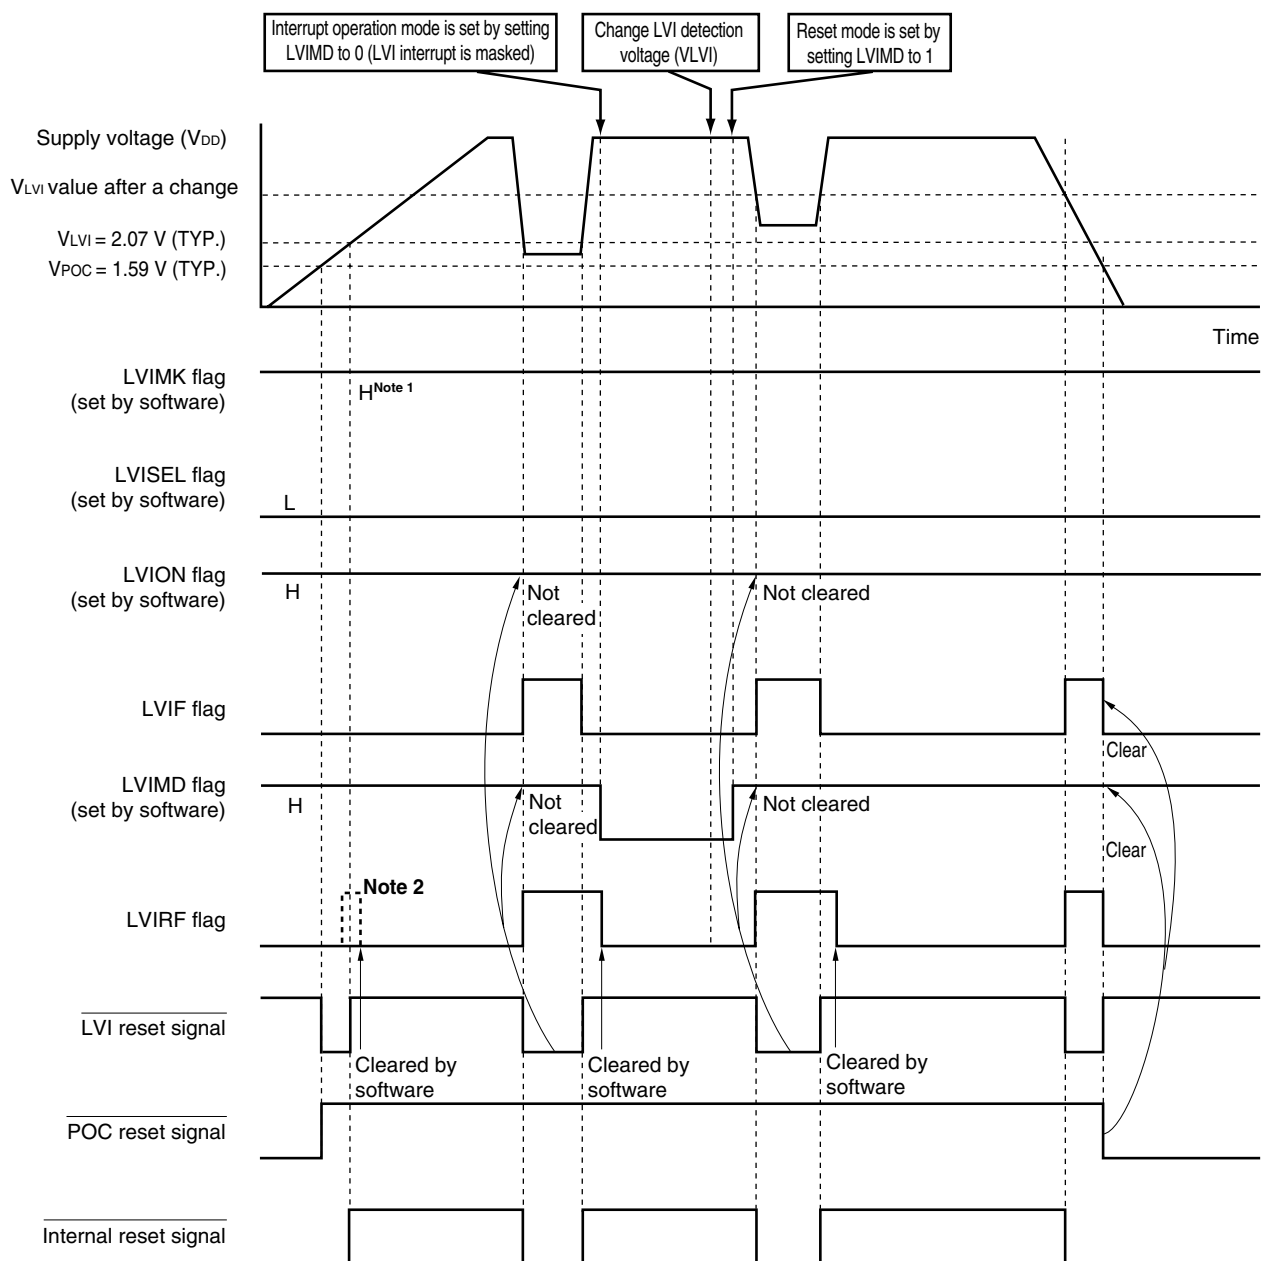 Interrupt operation mode is set by setting
LVIMD to 0 (LVI interrupt is masked)
Change LVI detection
voltage (VLVI)
Reset mode is set by
setting LVIMD to 1
Supply voltage (VDD)
VLVI value after a change
VLVI = 2.07 V (TYP.)
VPOC = 1.59 V (TYP.)
Time
LVIMK flag
(set by software)
H Note 1
LVISEL flag
(set by software)
L
LVION flag
(set by software)
H
Not
cleared
Not cleared
LVIF flag
Clear
LVIMD flag
(set by software)
H
Not
cleared
Not cleared
Clear
Note 2
LVIRF flag
LVI reset signal
Cleared by
software
Cleared by
software
Cleared by
software
POC reset signal
Internal reset signal